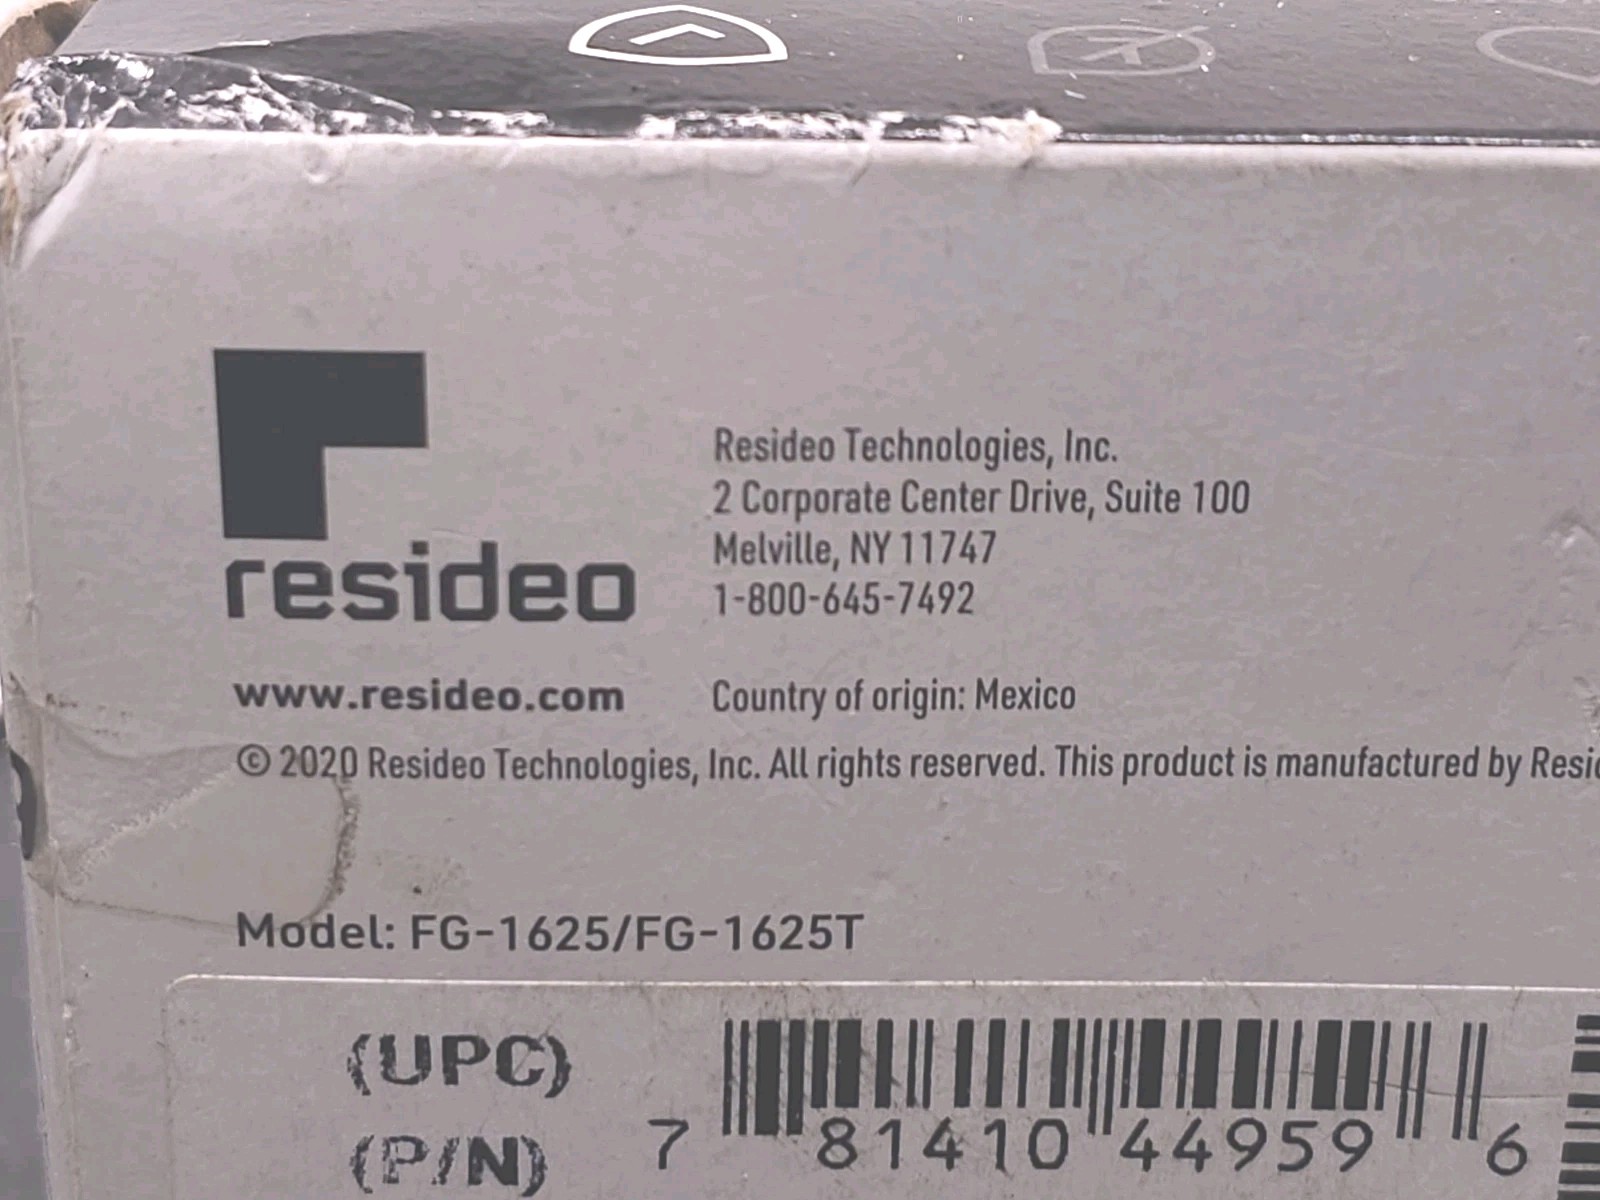 resideo
Resideo Technologies, Inc.
2 Corporate Center Drive, Suite 100
Melville, NY 11747
1-800-645-7492
www.resideo.com
Country of origin: Mexico
© 2020 Resideo Technologies, Inc. All rights reserved. This product is manufactured by
Model: FG-1625/FG-1625T
(UPC)
7 81410 44959 6
(P/N)